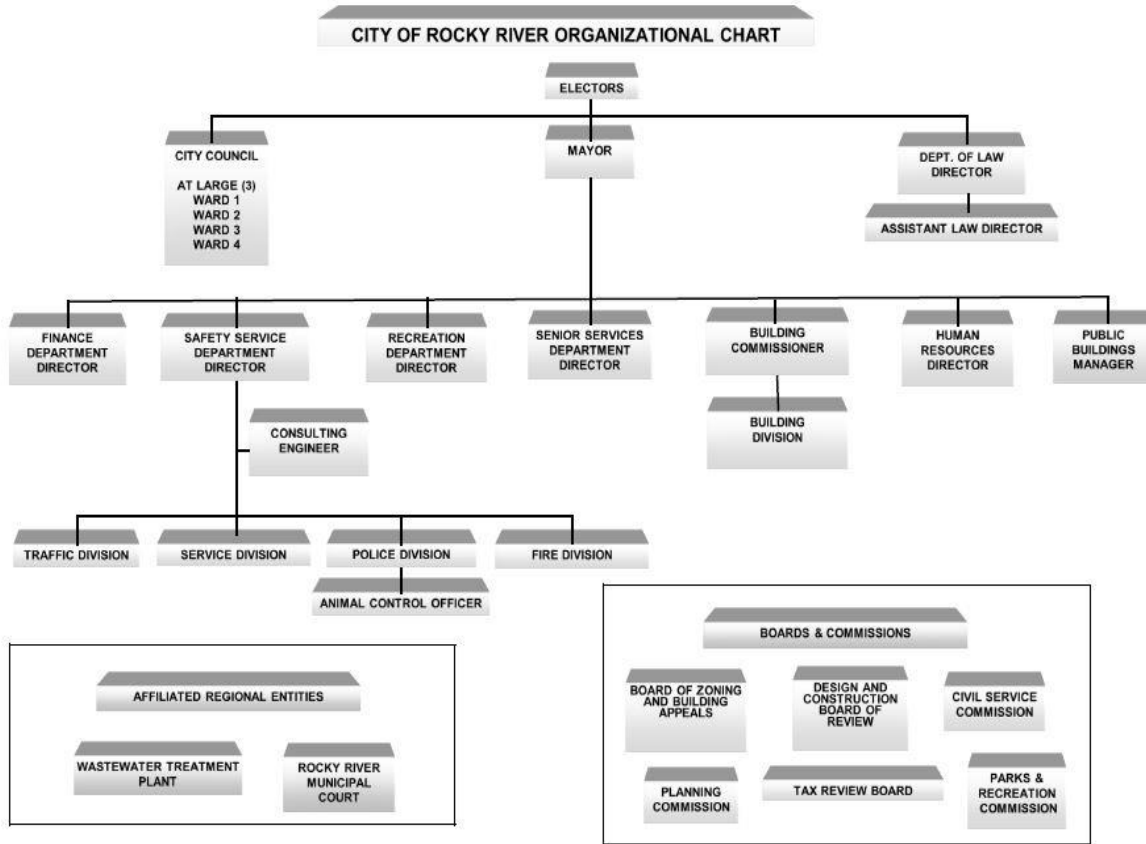 CITY OF ROCKY RIVER ORGANIZATIONAL CHART
ELECTORS
CITY COUNCIL
AT LARGE (3)
WARD 1
WARD 2
WARD 3
WARD 4
MAYOR
DEPT. OF LAW
DIRECTOR
ASSISTANT LAW DIRECTOR
FINANCE
DEPARTMENT
DIRECTOR
SAFETY SERVICE
DEPARTMENT
DIRECTOR
RECREATION
DEPARTMENT
DIRECTOR
SENIOR SERVICES
DEPARTMENT
DIRECTOR
BUILDING
COMMISSIONER
HUMAN
RESOURCES
DIRECTOR
PUBLIC
BUILDINGS
MANAGER
CONSULTING
ENGINEER
BUILDING
DIVISION
TRAFFIC DIVISION
SERVICE DIVISION
POLICE DIVISION
FIRE DIVISION
ANIMAL CONTROL OFFICER
AFFILIATED REGIONAL ENTITIES
WASTEWATER TREATMENT
PLANT
ROCKY RIVER
MUNICIPAL
COURT
BOARDS & COMMISSIONS
BOARD OF ZONING
AND BUILDING
APPEALS
DESIGN AND
CONSTRUCTION
BOARD OF
REVIEW
CIVIL SERVICE
COMMISSION
PLANNING
COMMISSION
TAX REVIEW BOARD
PARKS &
RECREATION
COMMISSION